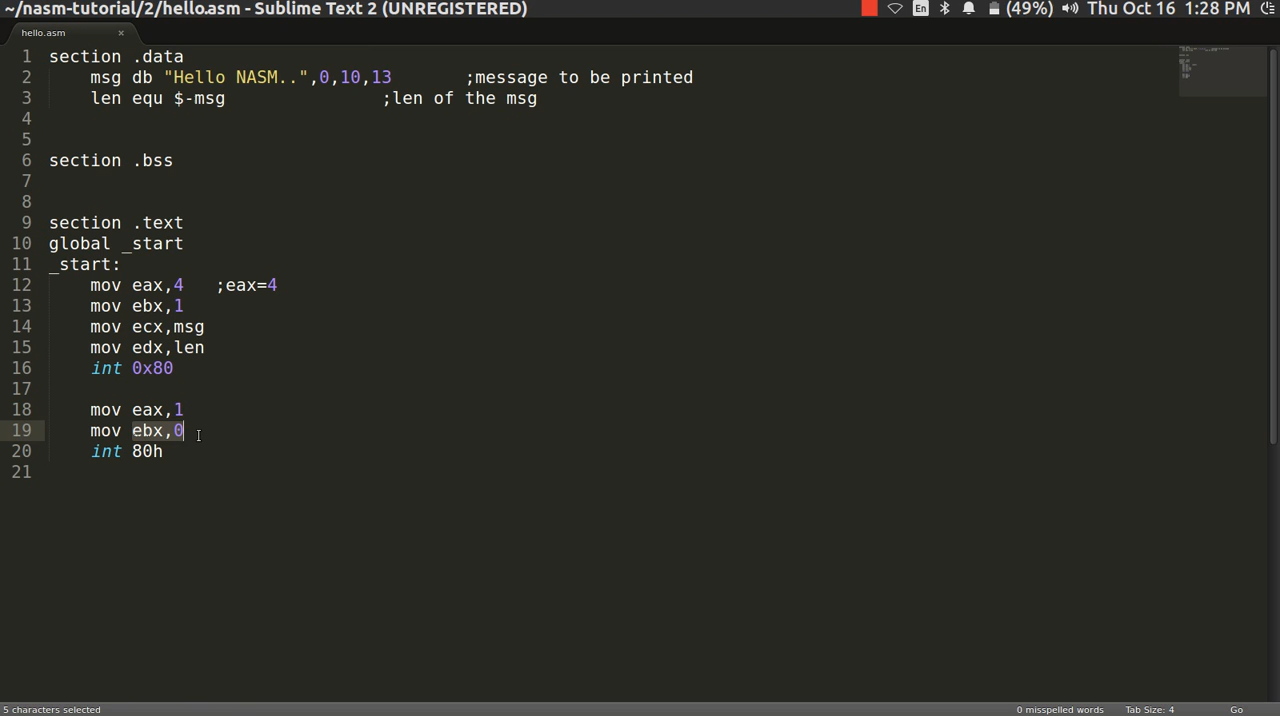 ~/nasm-tutorial/2/hello.asm - Sublime Text 2 (UNREGISTERED) En (49%) Thu Oct 16 1:28 PM
hello.asm ×
1 section .data
2 msg db "Hello NASM..",0,10,13 ;message to be printed
3 len equ $-msg ;len of the msg
4
5
6 section .bss
7
8
9 section .text
10 global _start
11 _start:
12 mov eax,4 ;eax=4
13 mov ebx,1
14 mov ecx,msg
15 mov edx,len
16 int 0x80
17
18 mov eax,1
19 mov ebx,0
20 int 80h
21
5 characters selected 0 misspelled words Tab Size: 4 Go